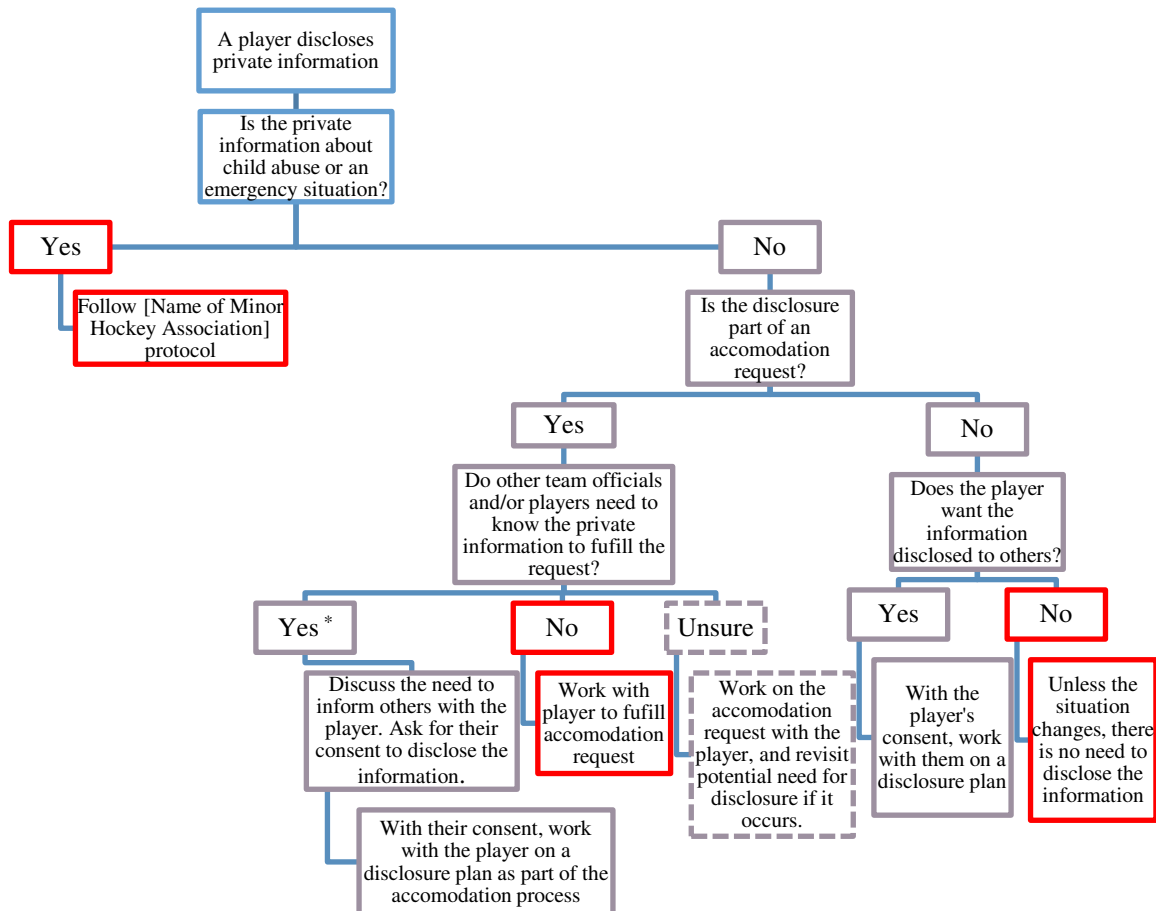 A player discloses
private information
Is the private
information about
child abuse or an
emergency situation?
Yes
No
Follow [Name of Minor
Hockey Association]
protocol
Is the disclosure
part of an
accomodation
request?
Yes
No
Do other team officials
and/or players need to
know the private
information to fufill the
request?
Does the player
want the
information
disclosed to others?
Yes *
No
Unsure
Yes
No
Discuss the need to
inform others with the
player. Ask for their
consent to disclose the
information.
Work with
player to fufill
accomodation
request
Work on the
accomodation
request with the
player, and revisit
potential need for
disclosure if it
occurs.
With the
player's
consent, work
with them on a
disclosure plan
Unless the
situation
changes, there
is no need to
disclose the
information
With their consent, work
with the player on a
disclosure plan as part of the
accomodation process